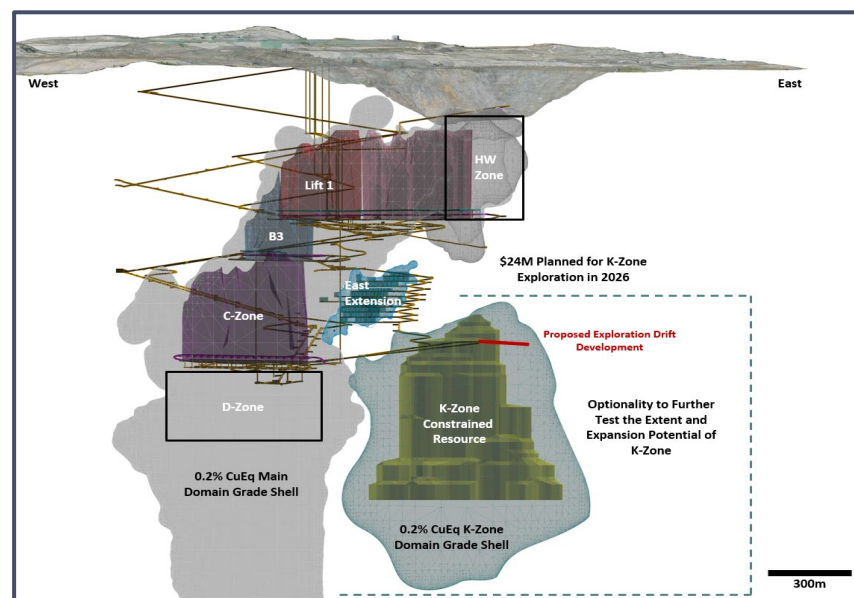 West
East
HW
Zone
Lift 1
B3
$24M Planned for K-Zone
Exploration in 2026
East
Extension
C-Zone
Proposed Exploration Drift
Development
D-Zone
K-Zone
Constrained
Resource
Optionality to Further
Test the Extent and
Expansion Potential of
K-Zone
0.2% CuEq Main
Domain Grade Shell
0.2% CuEq K-Zone
Domain Grade Shell
300m